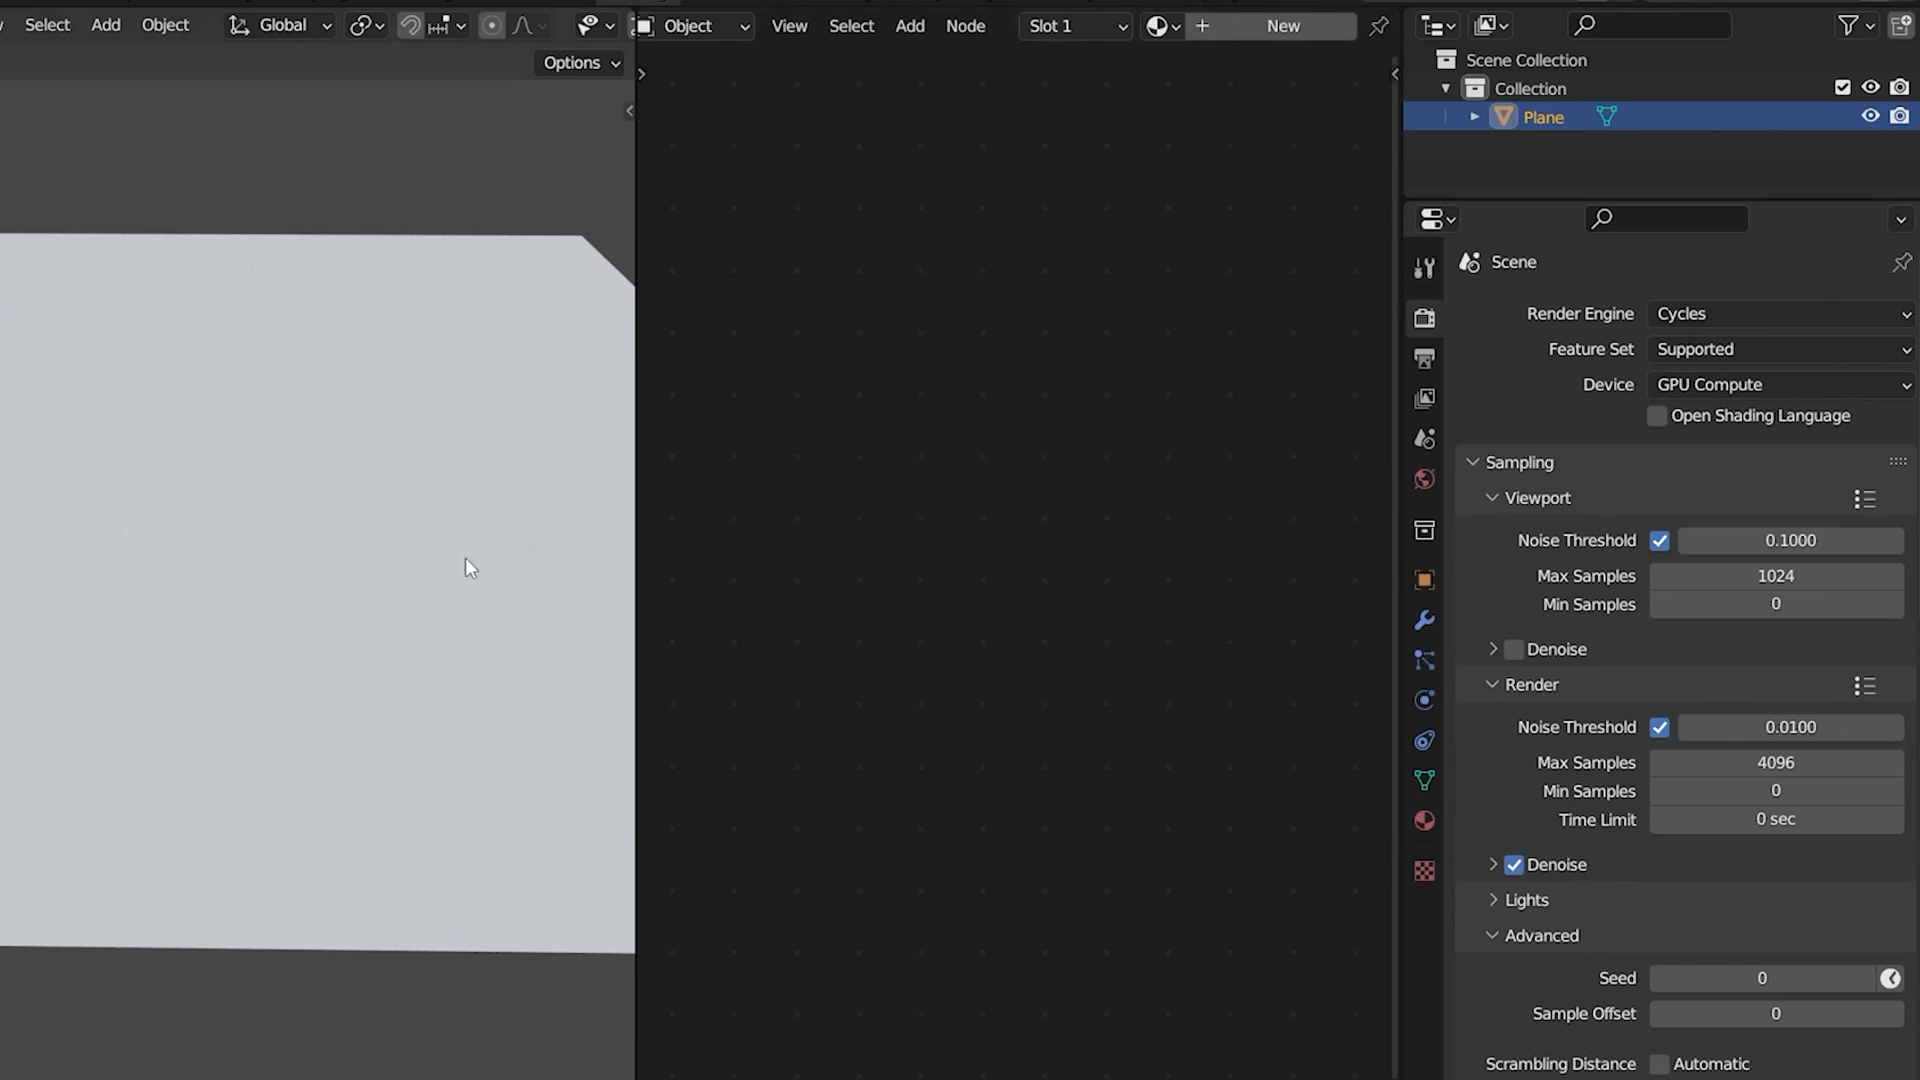 Select Add Object Global
Options
Object View Select Add Node Slot 1 New
Scene Collection
Collection
Plane
Scene
Render Engine Cycles
Feature Set Supported
Device GPU Compute
Open Shading Language
Sampling
Viewport
Noise Threshold 0.1000
Max Samples 1024
Min Samples 0
Denoise
Render
Noise Threshold 0.0100
Max Samples 4096
Min Samples 0
Time Limit 0 sec
Denoise
Lights
Advanced
Seed 0
Sample Offset 0
Scrambling Distance Automatic